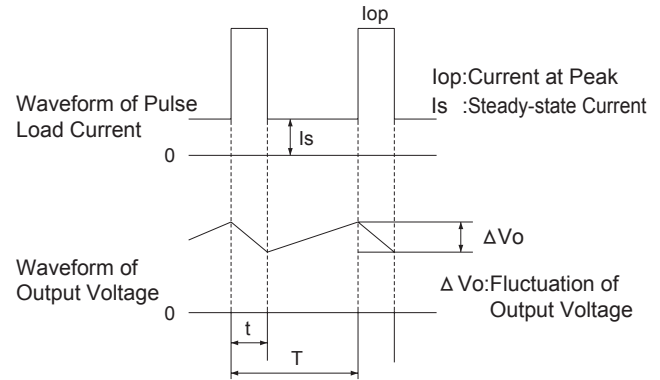 Iop
Iop:Current at Peak
Is :Steady-state Current
Waveform of Pulse
Load Current
Is
0
ΔVo
Waveform of
Output Voltage
ΔVo:Fluctuation of
Output Voltage
0
t
T